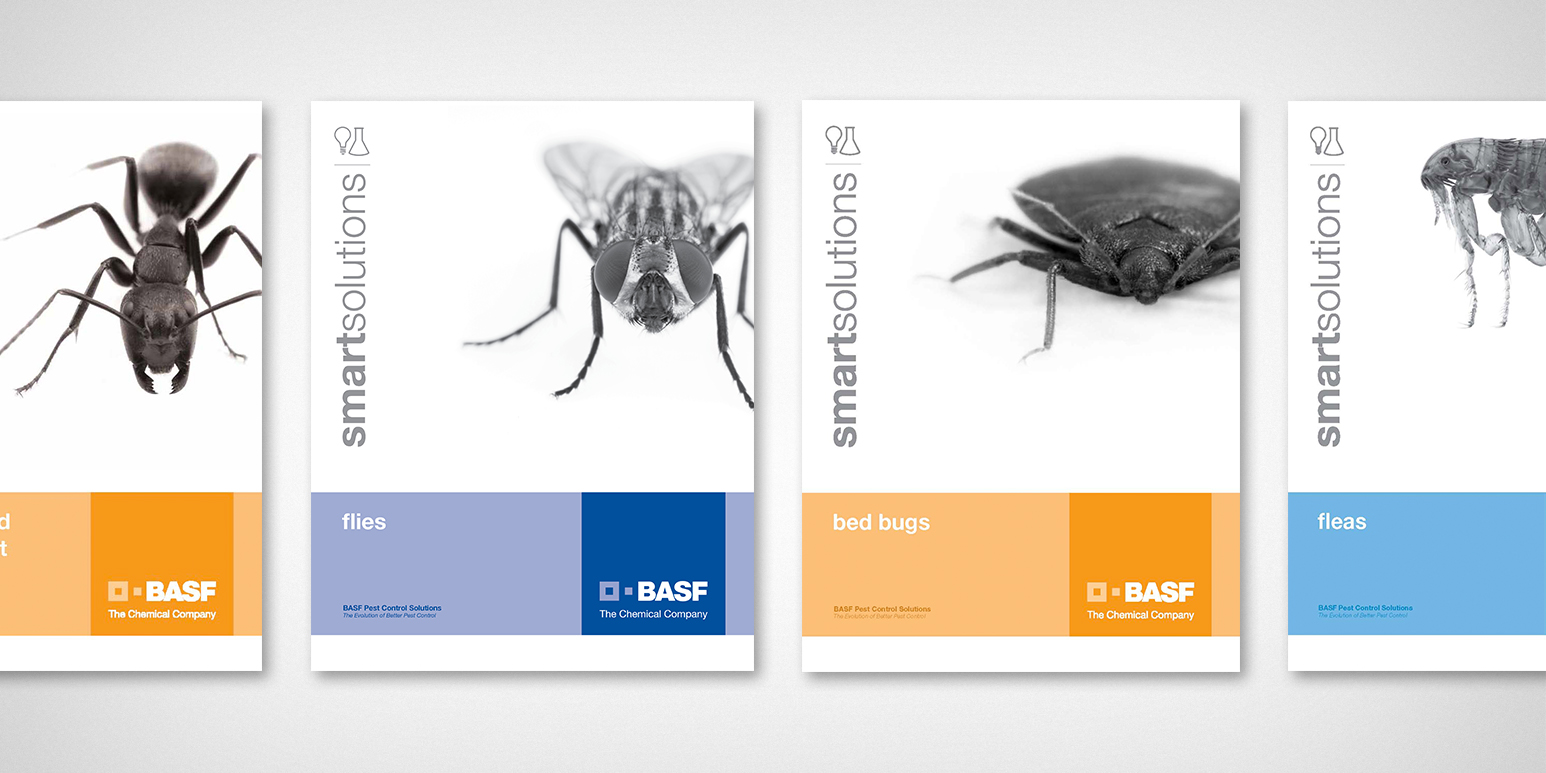 d
t
BASF
The Chemical Company
smartsolutions
flies
BASF Pest Control Solutions
The Evolution of Better Pest Control
BASF
The Chemical Company
smartsolutions
bed bugs
BASF Pest Control Solutions
The Evolution of Better Pest Control
BASF
The Chemical Company
smartsolutions
fleas
BASF Pest Control Solutions
The Evolution of Better Pest Control